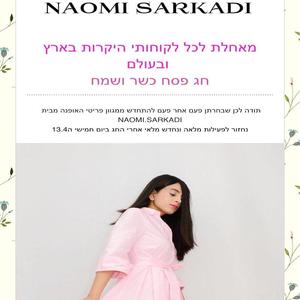 NAOMI SARKADI
מאחלת לכל לקוחותי היקרות בארץ
ובעולם
חג פסח כשר ושמח
תודה לכן שבחרתן פעם אחר פעם להתחדש ממגוון פריטי האופנה מבית
NAOMI.SARKADI
נחזור לפעילות מלאה ונחדש מלאי אחרי החג ביום חמישי ה13.4